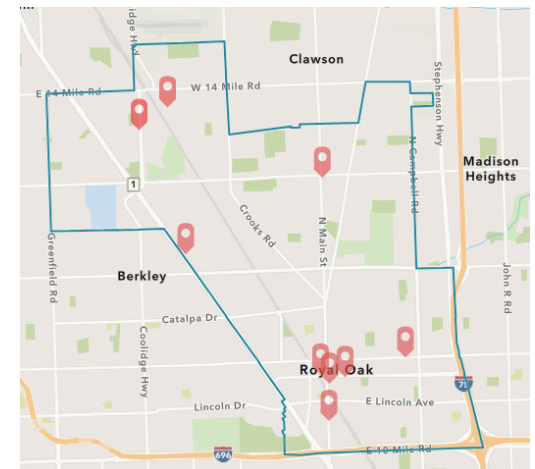 idge Hwy
Clawson
E 14 Mile Rd
W 14 Mile Rd
Stephenson Hwy
N Campbell Rd
Madison
Heights
1
Crooks Rd
N Main St
Greenfield Rd
Berkley
John R Rd
Catalpa Dr
Coolidge Hwy
Royal Oak
75
Lincoln Dr
E Lincoln Ave
696
E 10 Mile Rd